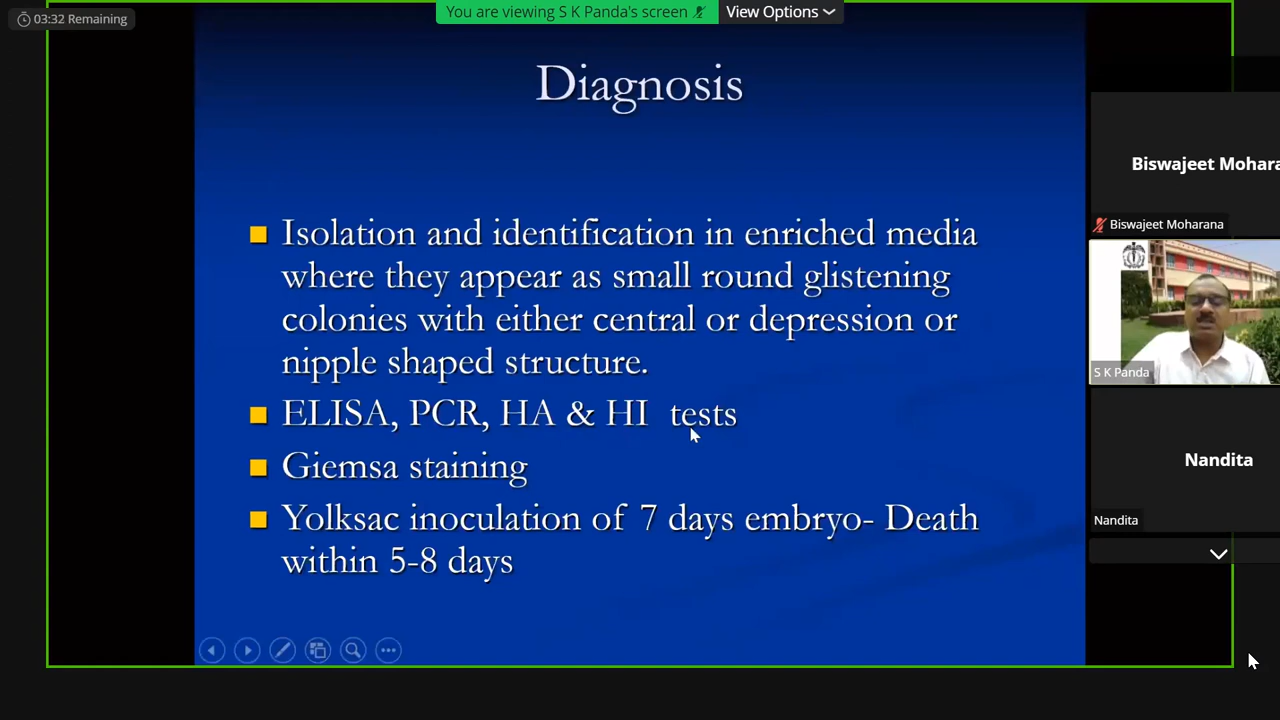 03:32 Remaining
You are viewing S K Panda's screen
View Options
Diagnosis
Isolation and identification in enriched media
where they appear as small round glistening
colonies with either central or depression or
nipple shaped structure.
ELISA, PCR, HA & HI tests
Giemsa staining
Yolksac inoculation of 7 days embryo- Death
within 5-8 days
Biswajeet Mohara
Biswajeet Moharana
S K Panda
Nandita
Nandita